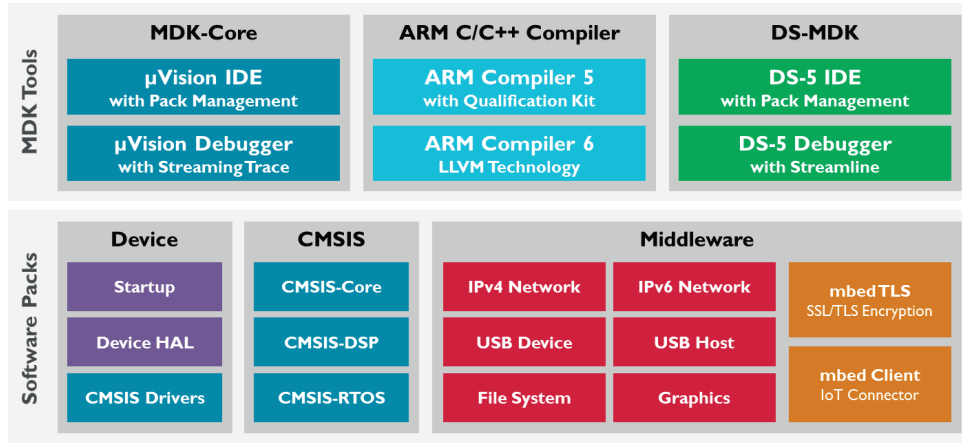 MDK Tools
MDK-Core
µVision IDE
with Pack Management
µVision Debugger
with Streaming Trace
ARM C/C++ Compiler
ARM Compiler 5
with Qualification Kit
ARM Compiler 6
LLVM Technology
DS-MDK
DS-5 IDE
with Pack Management
DS-5 Debugger
with Streamline
Software Packs
Device
Startup
Device HAL
CMSIS Drivers
CMSIS
CMSIS-Core
CMSIS-DSP
CMSIS-RTOS
Middleware
IPv4 Network
IPv6 Network
USB Device
USB Host
File System
Graphics
mbed TLS
SSL/TLS Encryption
mbed Client
IoT Connector